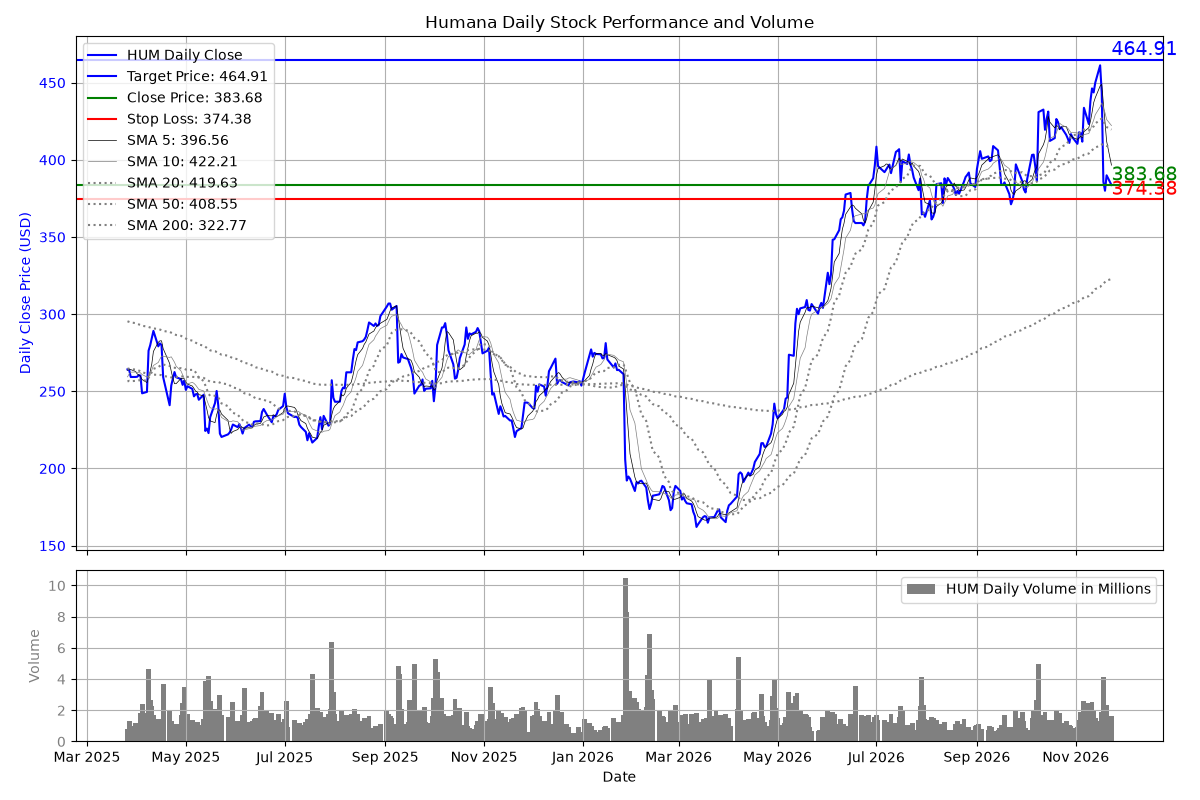 Humana Daily Stock Performance and Volume
HUM Daily Close
Target Price: 464.91
Close Price: 383.68
Stop Loss: 374.38
SMA 5: 396.56
SMA 10: 422.21
SMA 20: 419.63
SMA 50: 408.55
SMA 200: 322.77
464.91
383.68
374.38
450
400
350
300
250
200
150
Daily Close Price (USD)
HUM Daily Volume in Millions
10
8
6
4
2
0
Volume
Mar 2025
May 2025
Jul 2025
Sep 2025
Nov 2025
Jan 2026
Mar 2026
May 2026
Jul 2026
Sep 2026
Nov 2026
Date